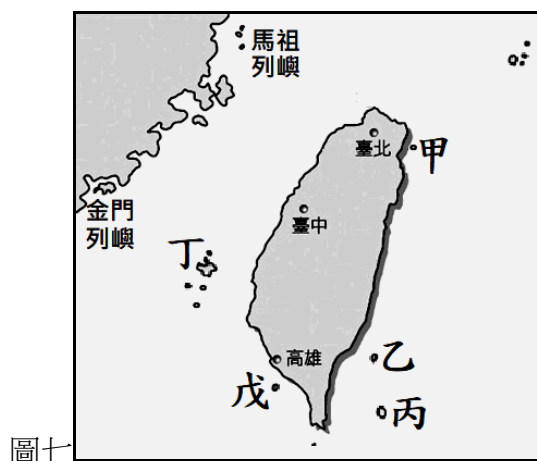 馬祖
列嶼
臺北
甲
金門
列嶼
臺中
丁
乙
高雄
戊
丙
圖七